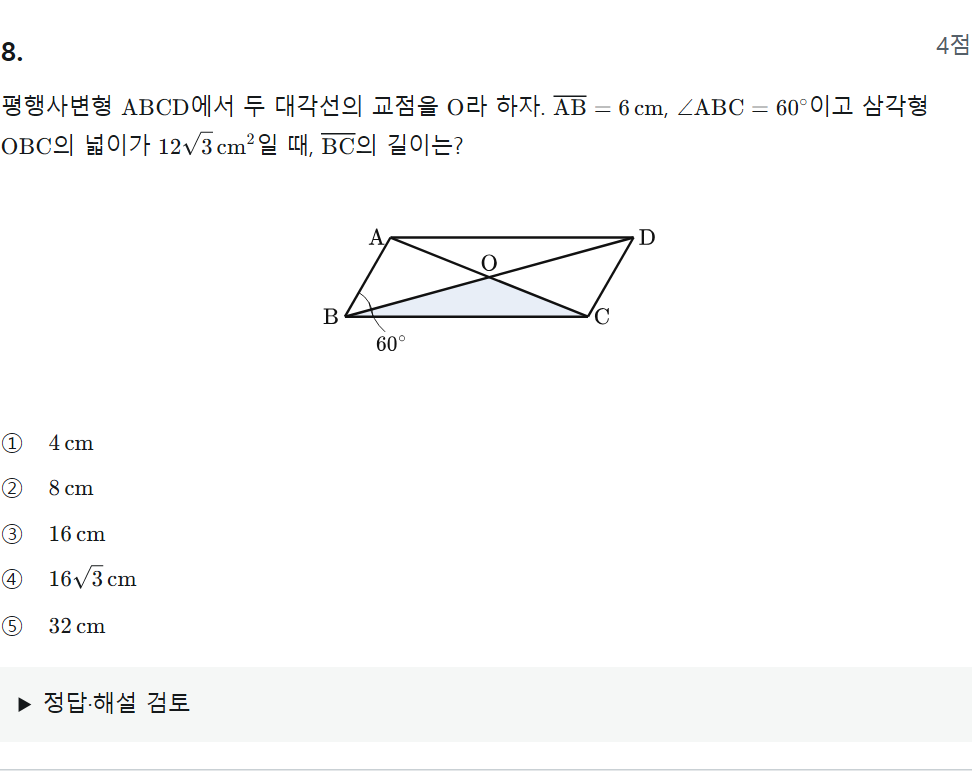 8.
4점
평행사변형 ABCD에서 두 대각선의 교점을 O라 하자. $\overline{AB}$ = 6 cm, ∠ABC = 60°이고 삼각형
OBC의 넓이가 12√3 cm²일 때, $\overline{BC}$의 길이는?
A
D
O
B
C
60°
① 4 cm
② 8 cm
③ 16 cm
④ 16√3 cm
⑤ 32 cm
▶ 정답·해설 검토